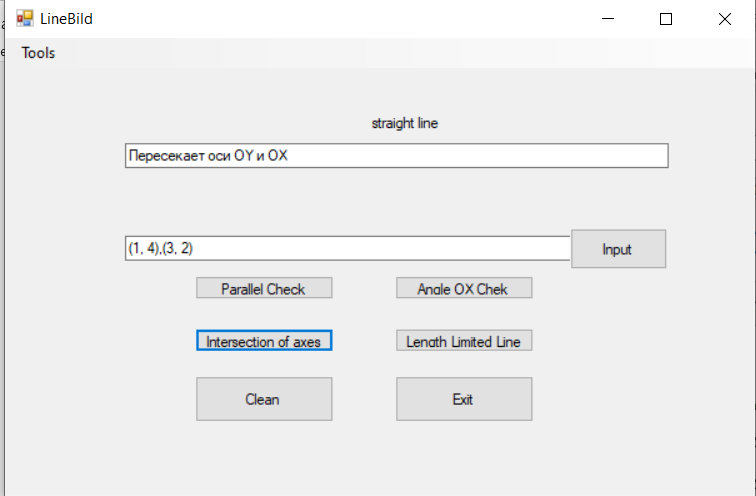 LineBild
Tools
straight line
Пересекает оси OY и OX
(1, 4),(3, 2)
Input
Parallel Check
Angle OX Chek
Intersection of axes
Length Limited Line
Clean
Exit